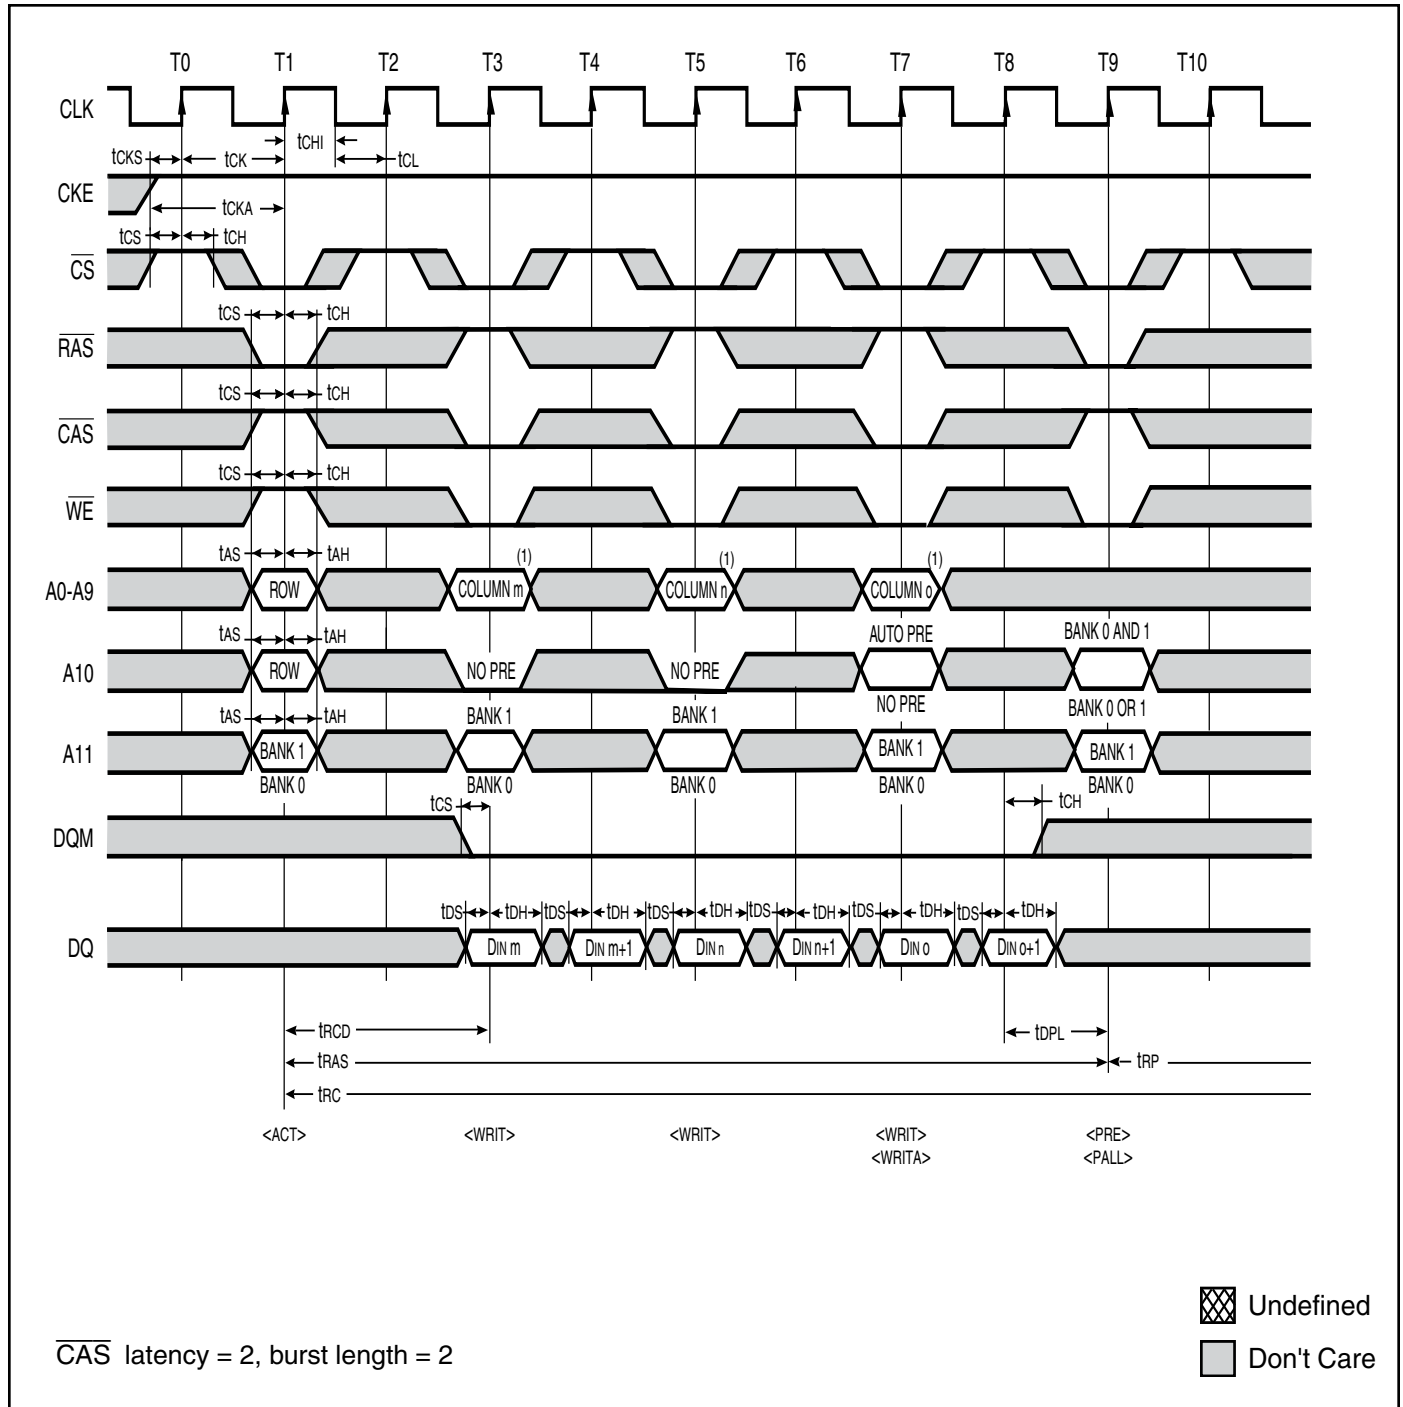 T0 T1 T2 T3 T4 T5 T6 T7 T8 T9 T10
CLK
tCHI
tCKS tCK tCL
CKE
tCKA
tCS tCH
CS
tCS tCH
RAS
tCS tCH
CAS
tCS tCH
WE
tAS tAH (1) (1) (1)
A0-A9 ROW COLUMN m COLUMN n COLUMN o
tAS tAH AUTO PRE BANK 0 AND 1
A10 ROW NO PRE NO PRE
NO PRE BANK 0 OR 1
tAS tAH BANK 1 BANK 1
A11 BANK 1 BANK 1 BANK 1
BANK 0 BANK 0 BANK 0 BANK 0 BANK 0
tCS tCH
DQM
tDS tDH tDS tDH tDS tDH tDS tDH tDS tDH tDS tDH
DQ DIN m DIN m+1 DIN n DIN n+1 DIN o DIN o+1
tRCD tDPL
tRAS tRP
tRC
<ACT> <WRIT> <WRIT> <WRIT> <PRE>
<WRITA> <PALL>
Undefined
CAS latency = 2, burst length = 2 Don't Care